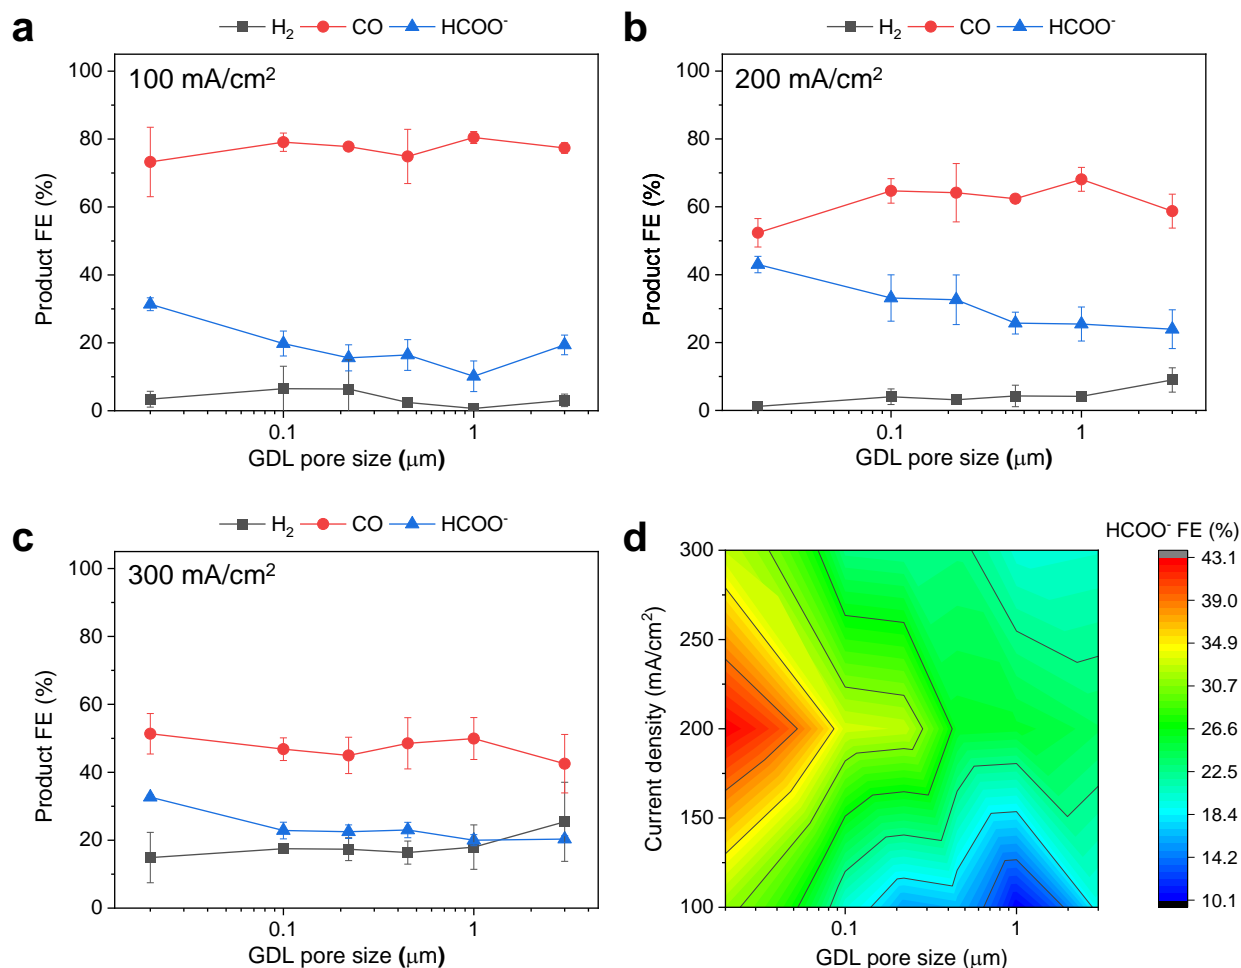 a
H₂ CO HCOO⁻
100 mA/cm²
Product FE (%)
100
80
60
40
20
0
0.1 1
GDL pore size (μm)
b
H₂ CO HCOO⁻
200 mA/cm²
Product FE (%)
100
80
60
40
20
0
0.1 1
GDL pore size (μm)
c
H₂ CO HCOO⁻
300 mA/cm²
Product FE (%)
100
80
60
40
20
0
0.1 1
GDL pore size (μm)
d
HCOO⁻ FE (%)
Current density (mA/cm²)
300
250
200
150
100
0.1 1
GDL pore size (μm)
43.1
39.0
34.9
30.7
26.6
22.5
18.4
14.2
10.1